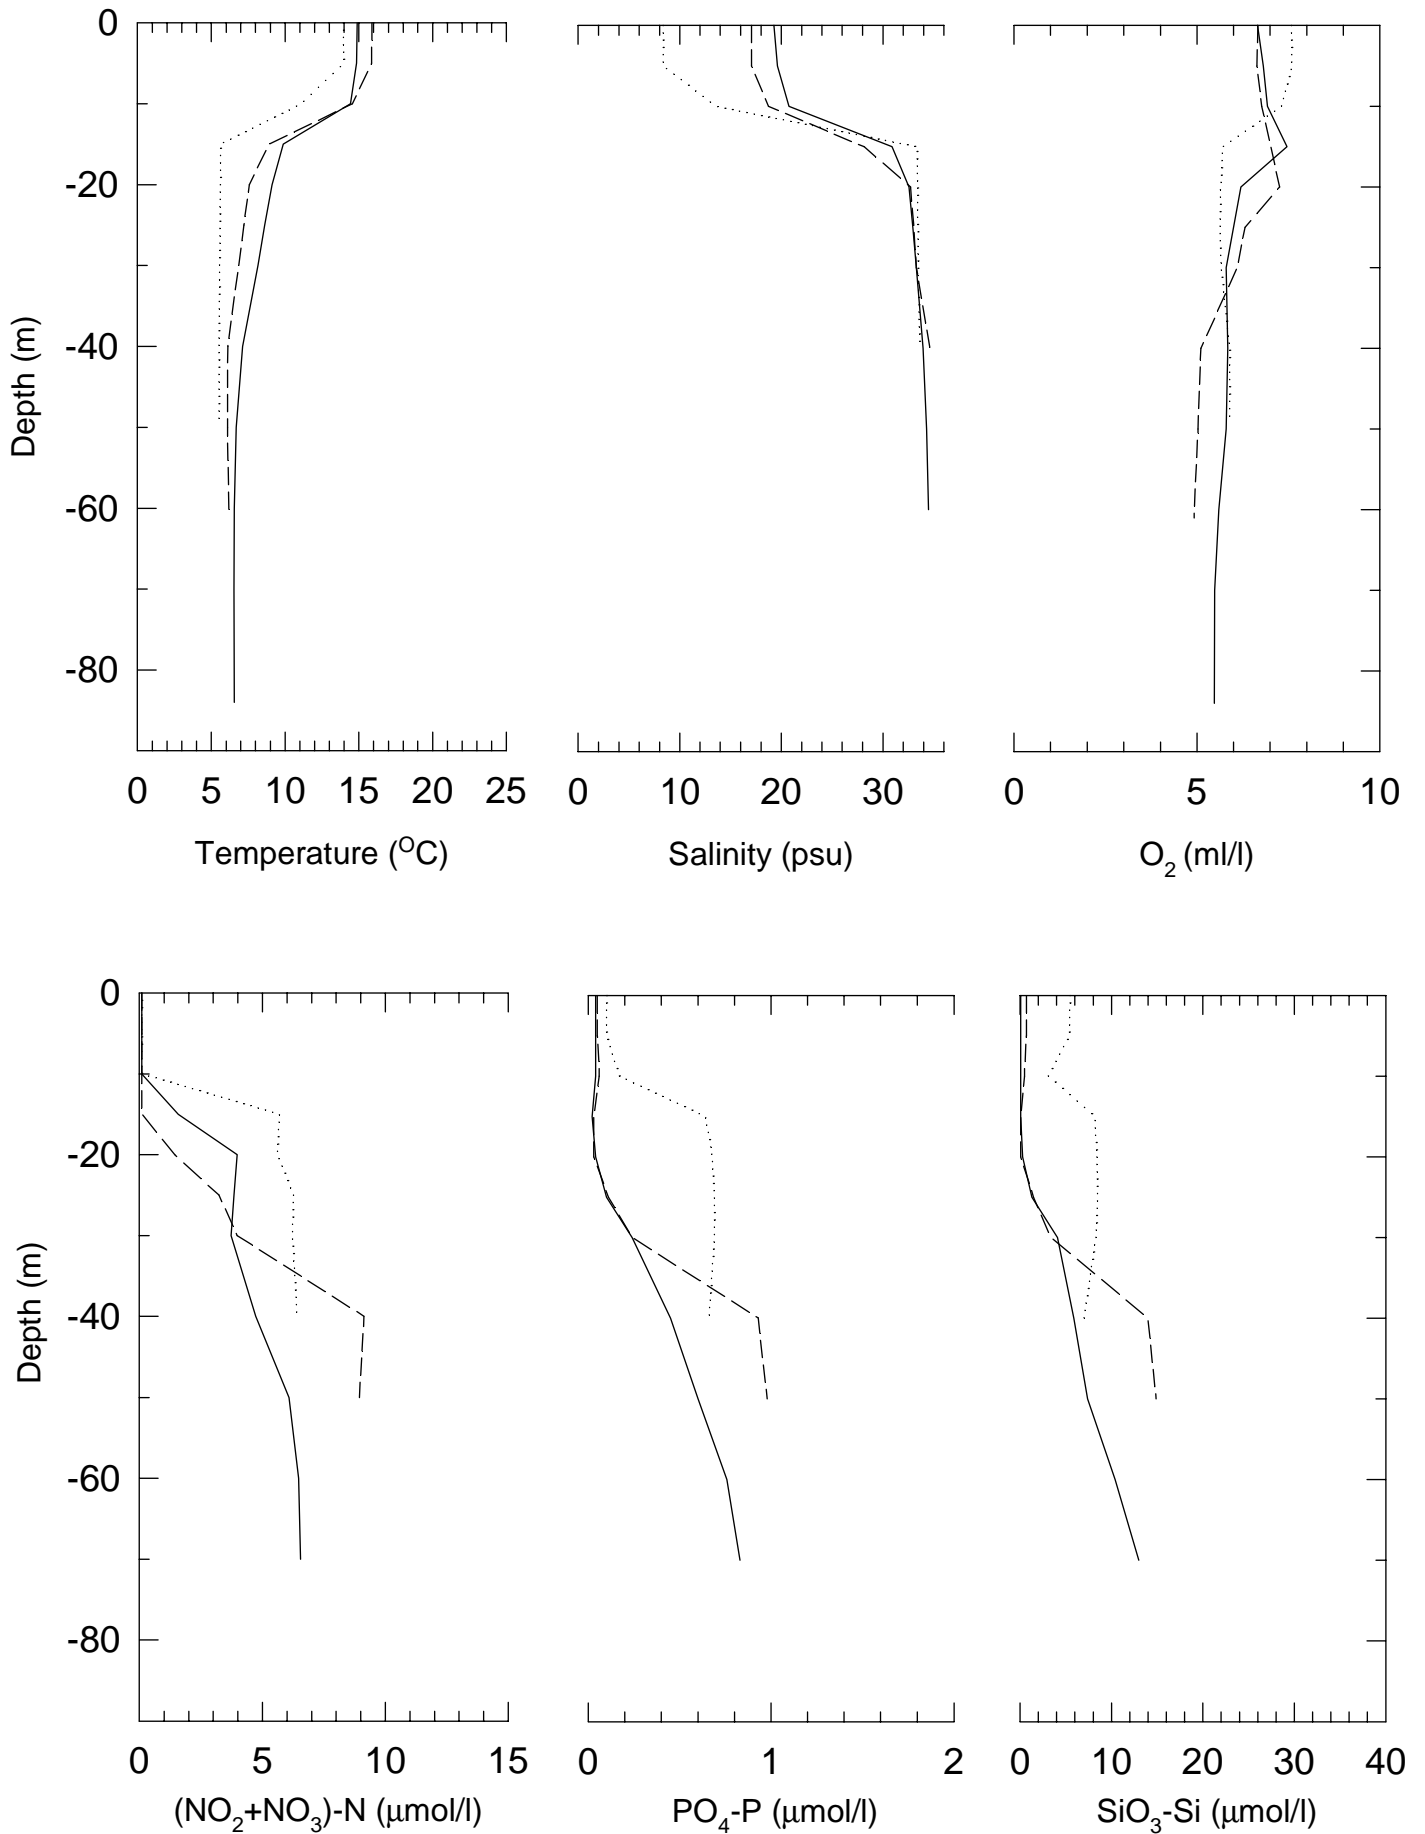 0
-20
-40
-60
-80
Depth (m)
0 5 10 15 20 25
0 10 20 30
0 5 10
Temperature (ᴼC)
Salinity (psu)
O₂ (ml/l)
0
-20
-40
-60
-80
Depth (m)
0 5 10 15
0 1 2
0 10 20 30 40
(NO₂+NO₃)-N (μmol/l)
PO₄-P (μmol/l)
SiO₃-Si (μmol/l)